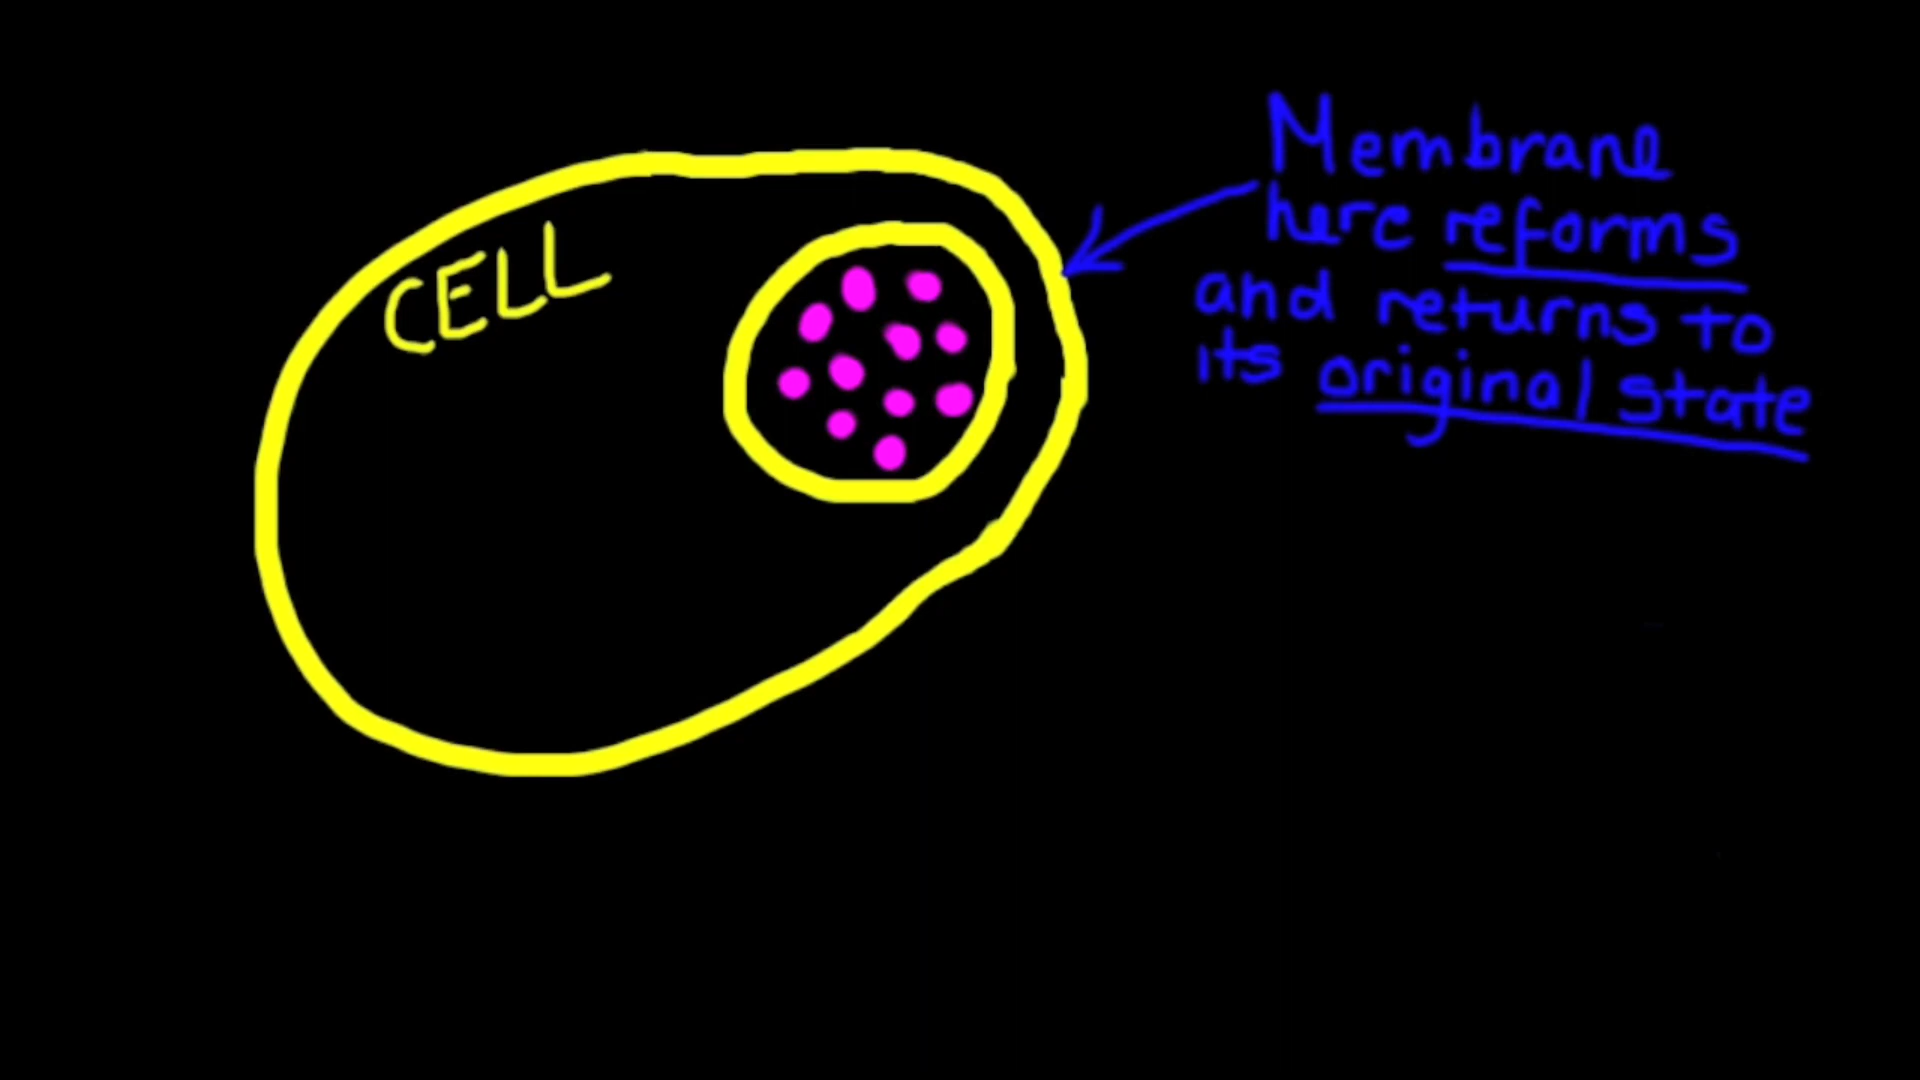 CELL
Membrane
here reforms
and returns to
its original state